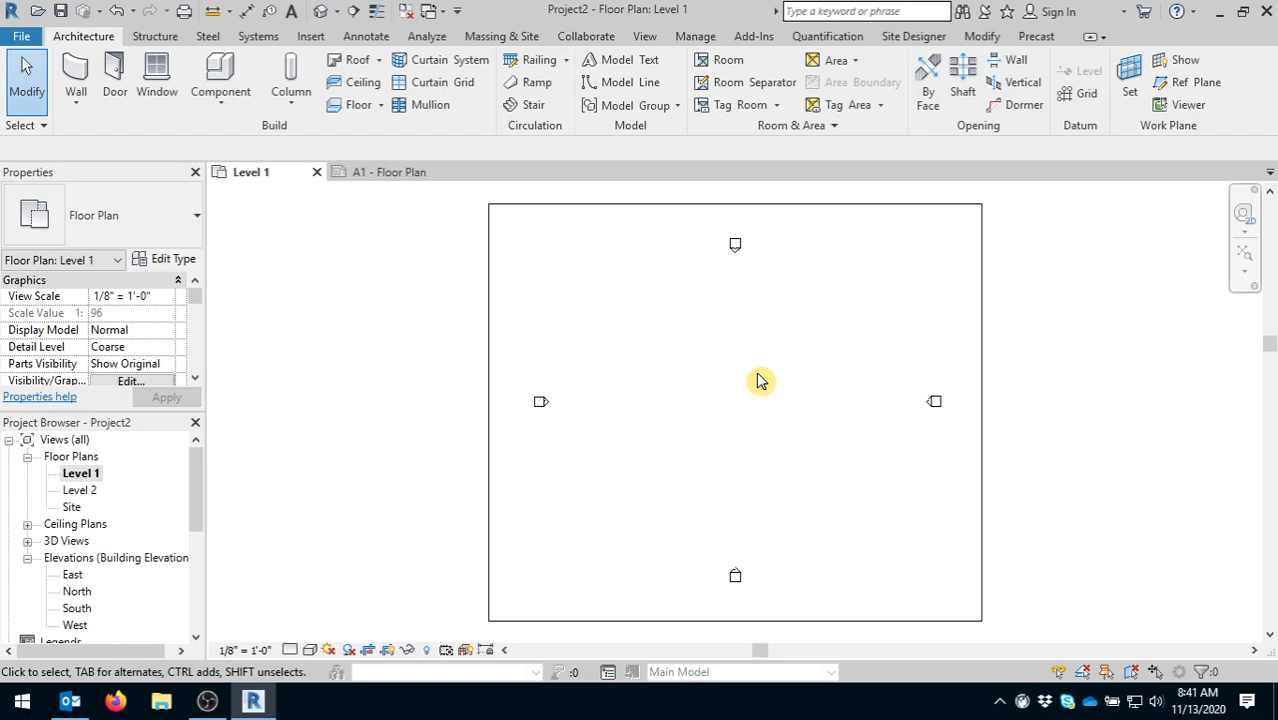 Project2 - Floor Plan: Level 1
Type a keyword or phrase
Sign In
File
Architecture
Structure
Steel
Systems
Insert
Annotate
Analyze
Massing & Site
Collaborate
View
Manage
Add-Ins
Quantification
Site Designer
Modify
Precast
Modify
Wall
Door
Window
Component
Column
Roof
Ceiling
Floor
Curtain System
Curtain Grid
Mullion
Railing
Ramp
Stair
Model Text
Model Line
Model Group
Room
Room Separator
Tag Room
Area
Area Boundary
Tag Area
By Face
Shaft
Wall
Vertical
Dormer
Level
Grid
Set
Show
Ref Plane
Viewer
Select
Build
Circulation
Model
Room & Area
Opening
Datum
Work Plane
Properties
Level 1
A1 - Floor Plan
Floor Plan
Floor Plan: Level 1
Edit Type
Graphics
View Scale 1/8" = 1'-0"
Scale Value 1: 96
Display Model Normal
Detail Level Coarse
Parts Visibility Show Original
Visibility/Grap... Edit...
Properties help
Apply
Project Browser - Project2
Views (all)
Floor Plans
Level 1
Level 2
Site
Ceiling Plans
3D Views
Elevations (Building Elevation
East
North
South
West
Legends
2D
1/8" = 1'-0"
Click to select, TAB for alternates, CTRL adds, SHIFT unselects.
:0
Main Model
:0
8:41 AM
11/13/2020